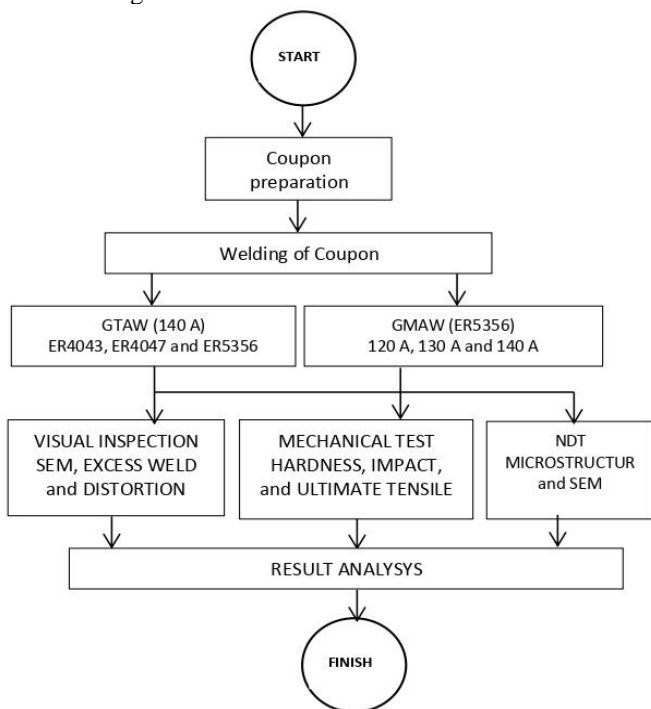 START
Coupon
preparation
Welding of Coupon
GTAW (140 A)
ER4043, ER4047 and ER5356
GMAW (ER5356)
120 A, 130 A and 140 A
VISUAL INSPECTION
SEM, EXCESS WELD
and DISTORTION
MECHANICAL TEST
HARDNESS, IMPACT,
and ULTIMATE TENSILE
NDT
MICROSTRUCTUR
and SEM
RESULT ANALYSYS
FINISH